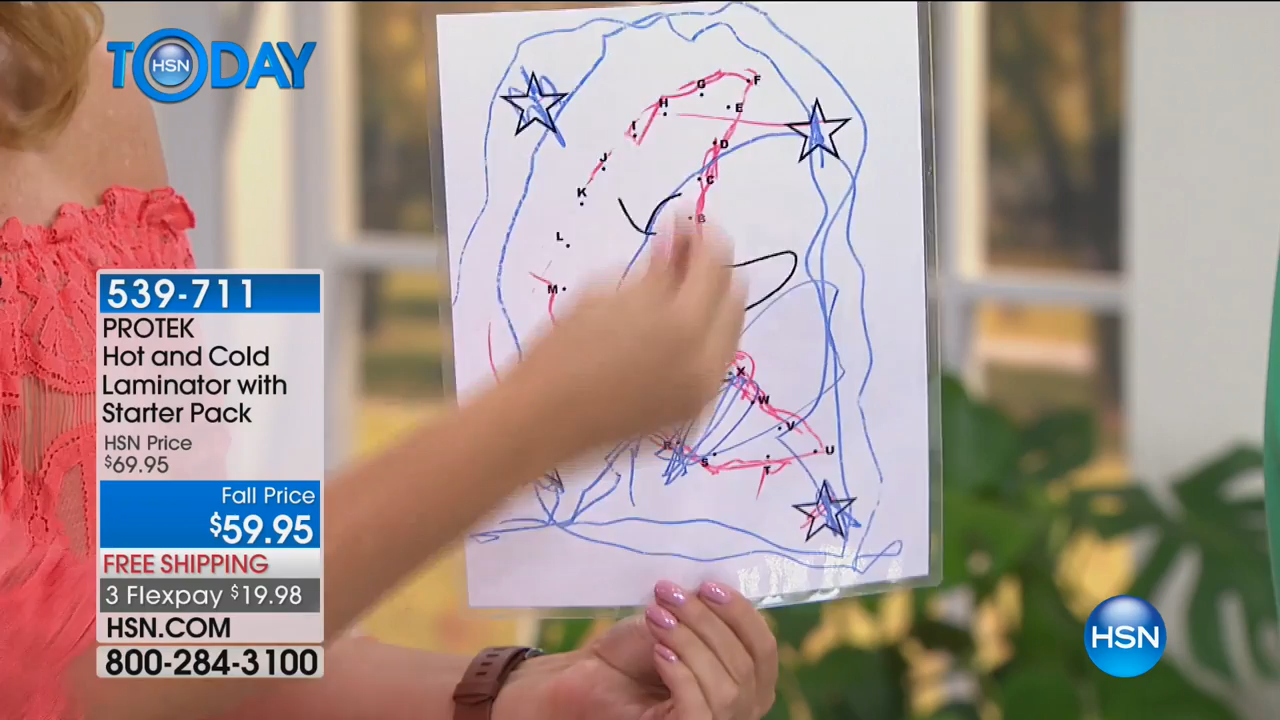 TODAY
HSN
539-711
PROTEK
Hot and Cold
Laminator with
Starter Pack
HSN Price
$69.95
Fall Price
$59.95
FREE SHIPPING
3 Flexpay $19.98
HSN.COM
800-284-3100
G
F
H
E
I
D
J
C
K
B
L
M
X
W
V
R
U
S
T
HSN